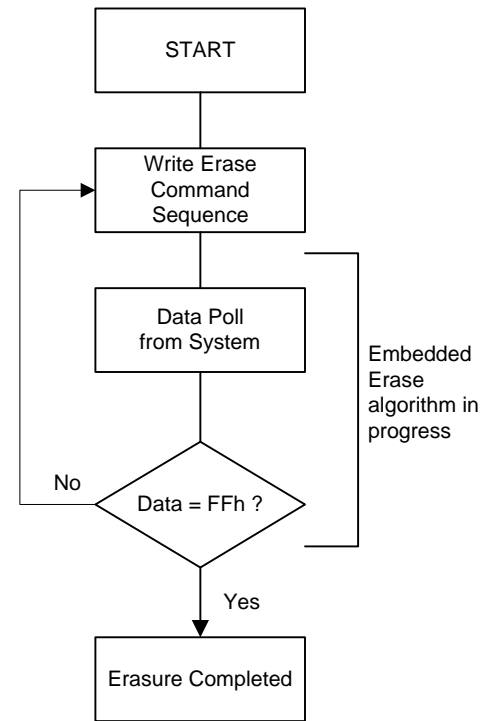 START
Write Erase
Command
Sequence
Data Poll
from System
Embedded
Erase
algorithm in
progress
No
Data = FFh ?
Yes
Erasure Completed